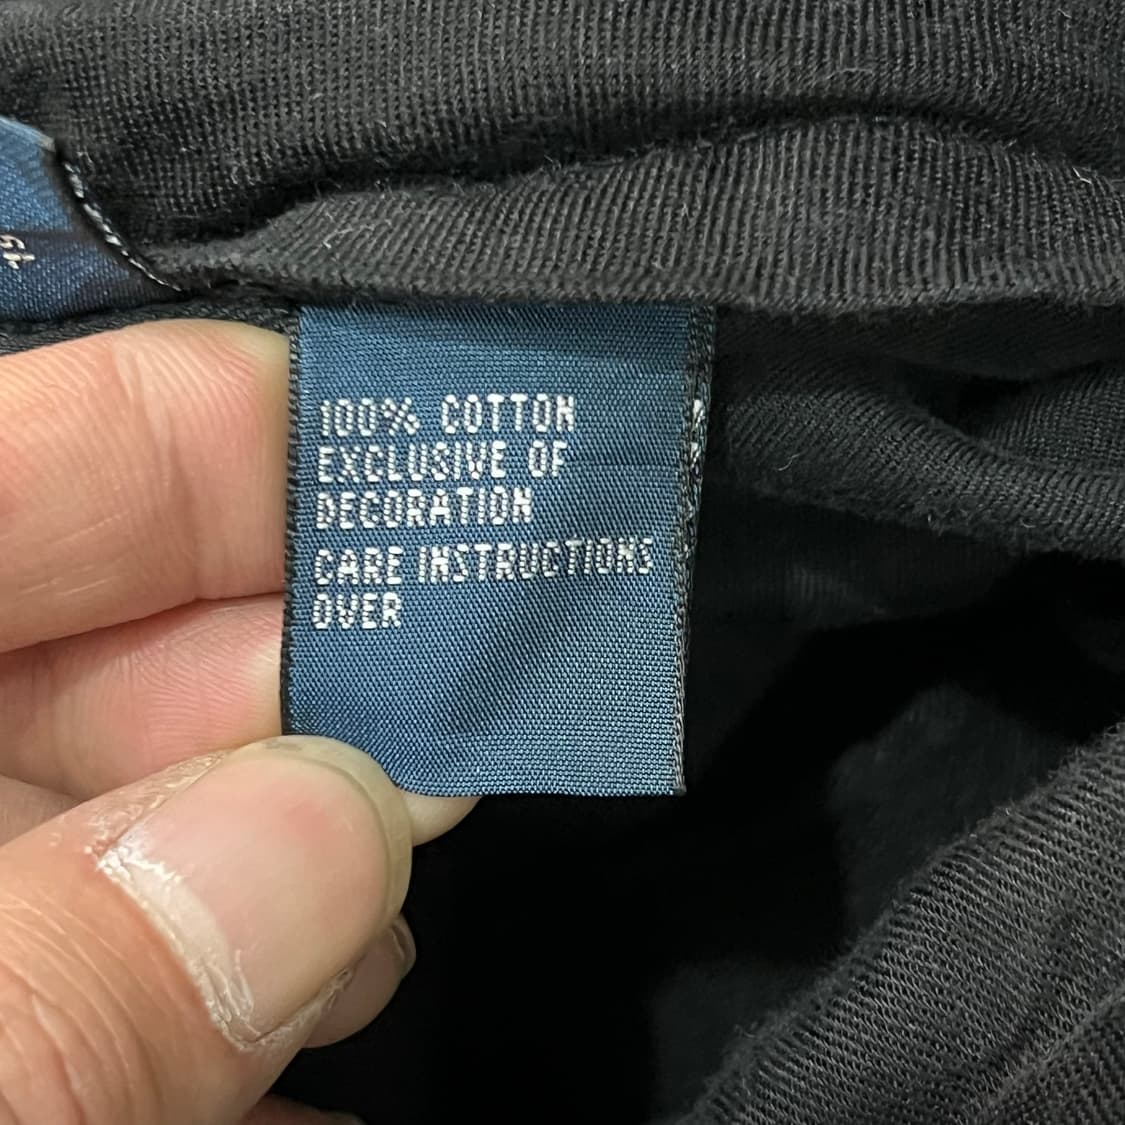 100% COTTON
EXCLUSIVE OF
DECORATION
CARE INSTRUCTIONS
OVER